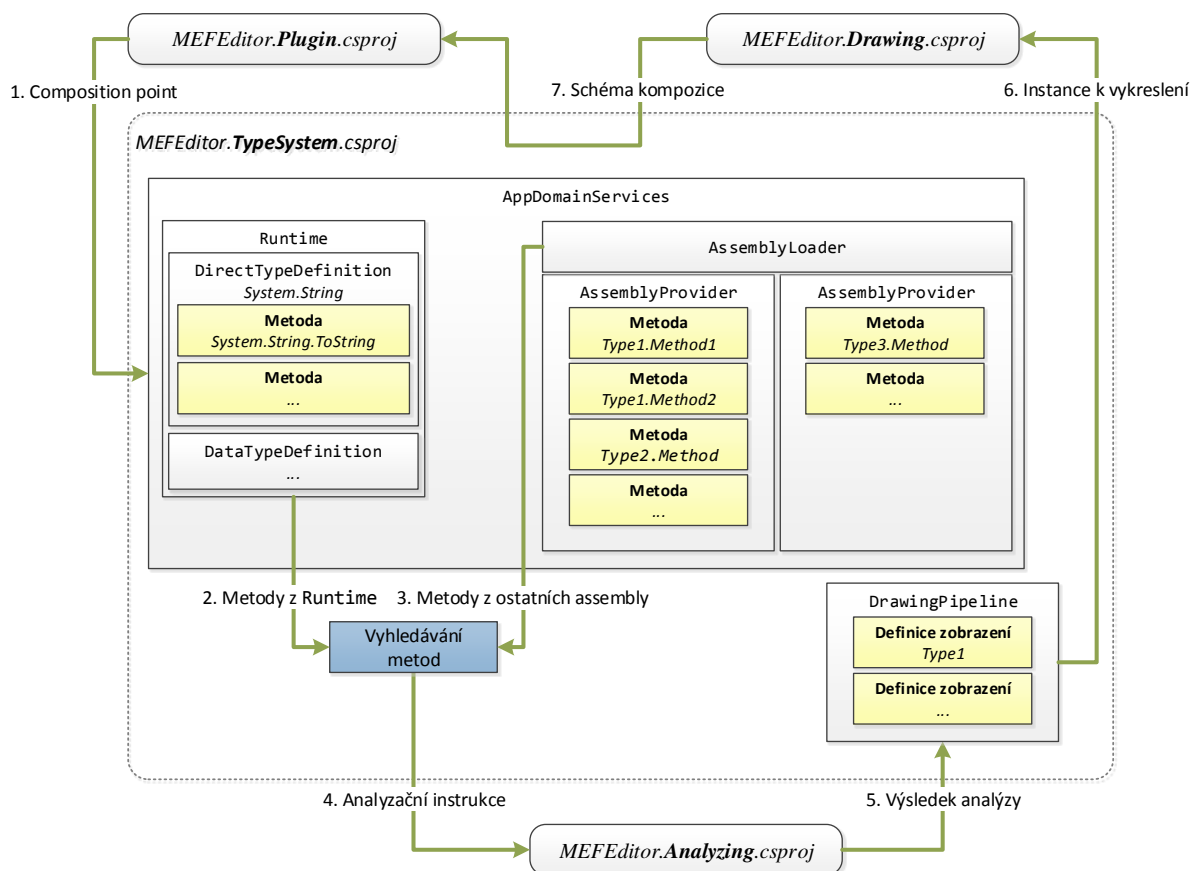 MEFEditor.Plugin.csproj
MEFEditor.Drawing.csproj
1. Composition point
7. Schéma kompozice
6. Instance k vykreslení
MEFEditor.TypeSystem.csproj
AppDomainServices
Runtime
DirectTypeDefinition
System.String
Metoda
System.String.ToString
Metoda
...
DataTypeDefinition
...
AssemblyLoader
AssemblyProvider
Metoda
Type1.Method1
Metoda
Type1.Method2
Metoda
Type2.Method
Metoda
...
AssemblyProvider
Metoda
Type3.Method
Metoda
...
2. Metody z Runtime
3. Metody z ostatních assembly
Vyhledávání
metod
DrawingPipeline
Definice zobrazení
Type1
Definice zobrazení
...
4. Analyzační instrukce
5. Výsledek analýzy
MEFEditor.Analyzing.csproj